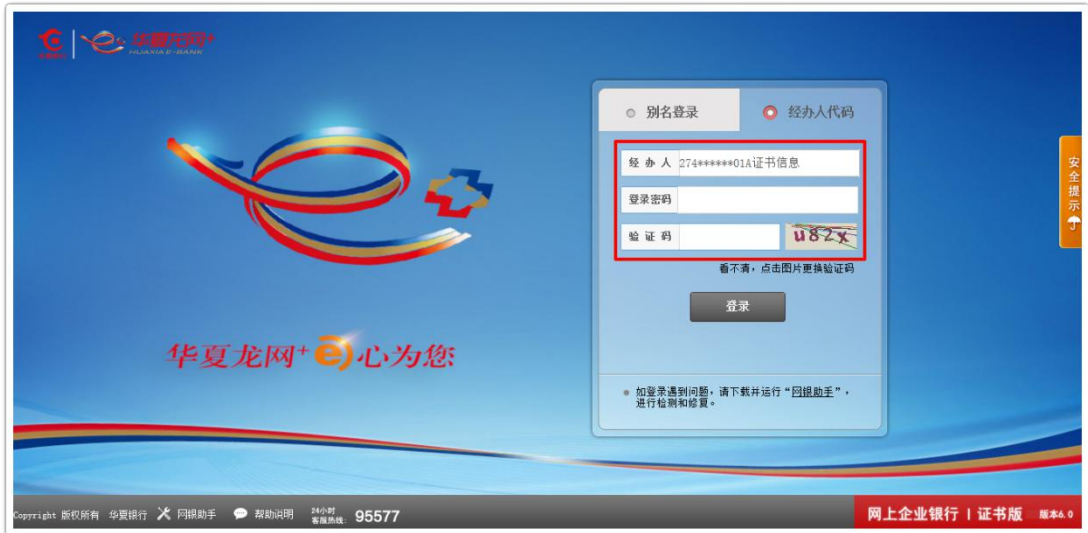 华夏银行
华夏龙网+
HUAXIA E-BANK
别名登录
经办人代码
经办人 274******01A证书信息
登录密码
验证码 u82x
看不清，点击图片更换验证码
登录
如登录遇到问题，请下载并运行“网银助手”，
进行检测和修复。
安全提示
华夏龙网+e心为您
Copyright 版权所有 华夏银行 网银助手 帮助说明 24小时 客服热线: 95577
网上企业银行 | 证书版 版本6.0